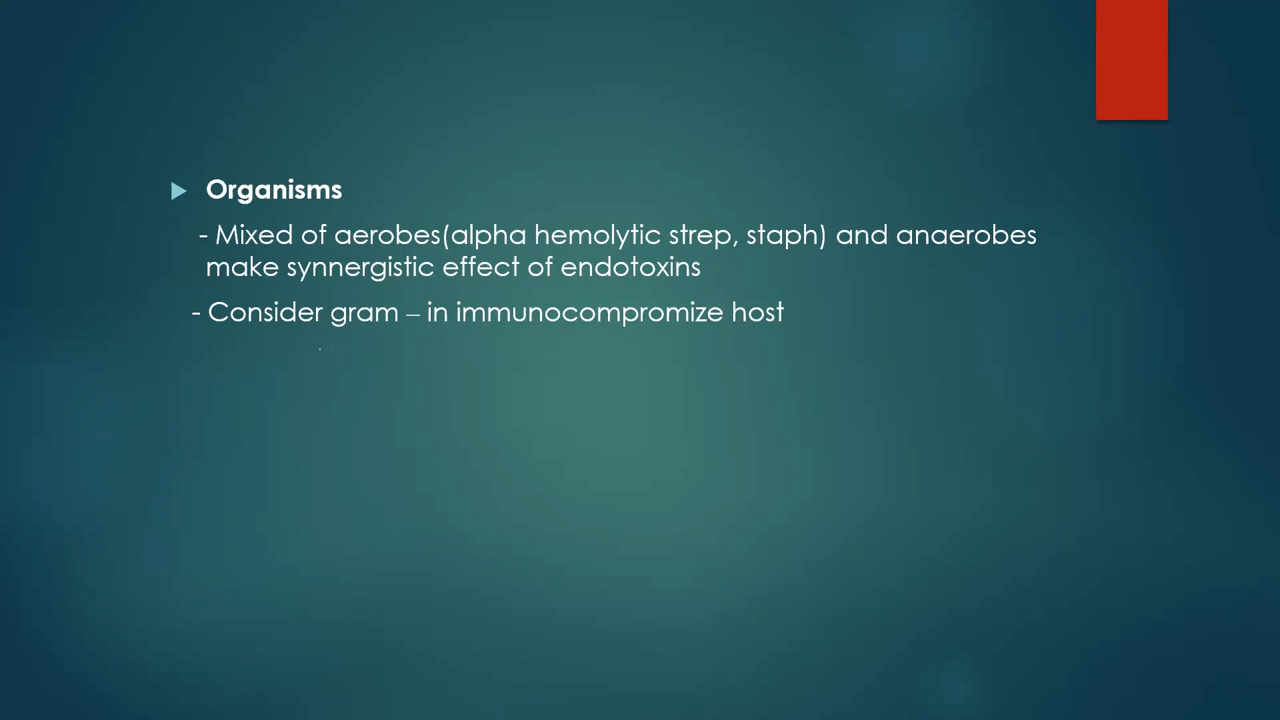 Organisms
- Mixed of aerobes(alpha hemolytic strep, staph) and anaerobes
make synnergistic effect of endotoxins
- Consider gram – in immunocompromize host
.